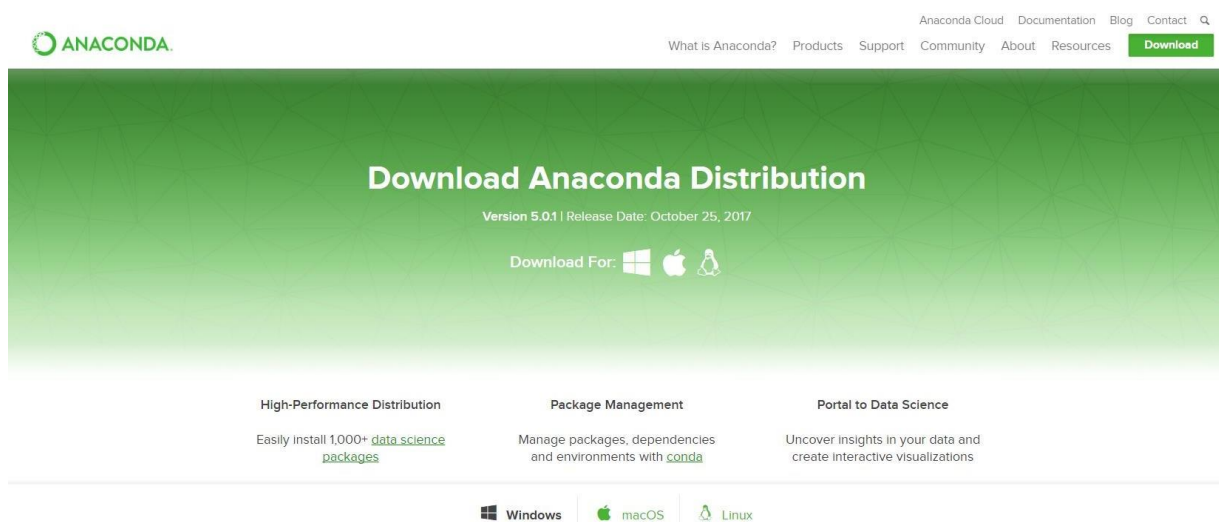 Anaconda Cloud Documentation Blog Contact
ANACONDA.
What is Anaconda? Products Support Community About Resources Download
Download Anaconda Distribution
Version 5.0.1 | Release Date: October 25, 2017
Download For:
High-Performance Distribution
Easily install 1,000+ data science
packages
Package Management
Manage packages, dependencies
and environments with conda
Portal to Data Science
Uncover insights in your data and
create interactive visualizations
Windows macOS Linux